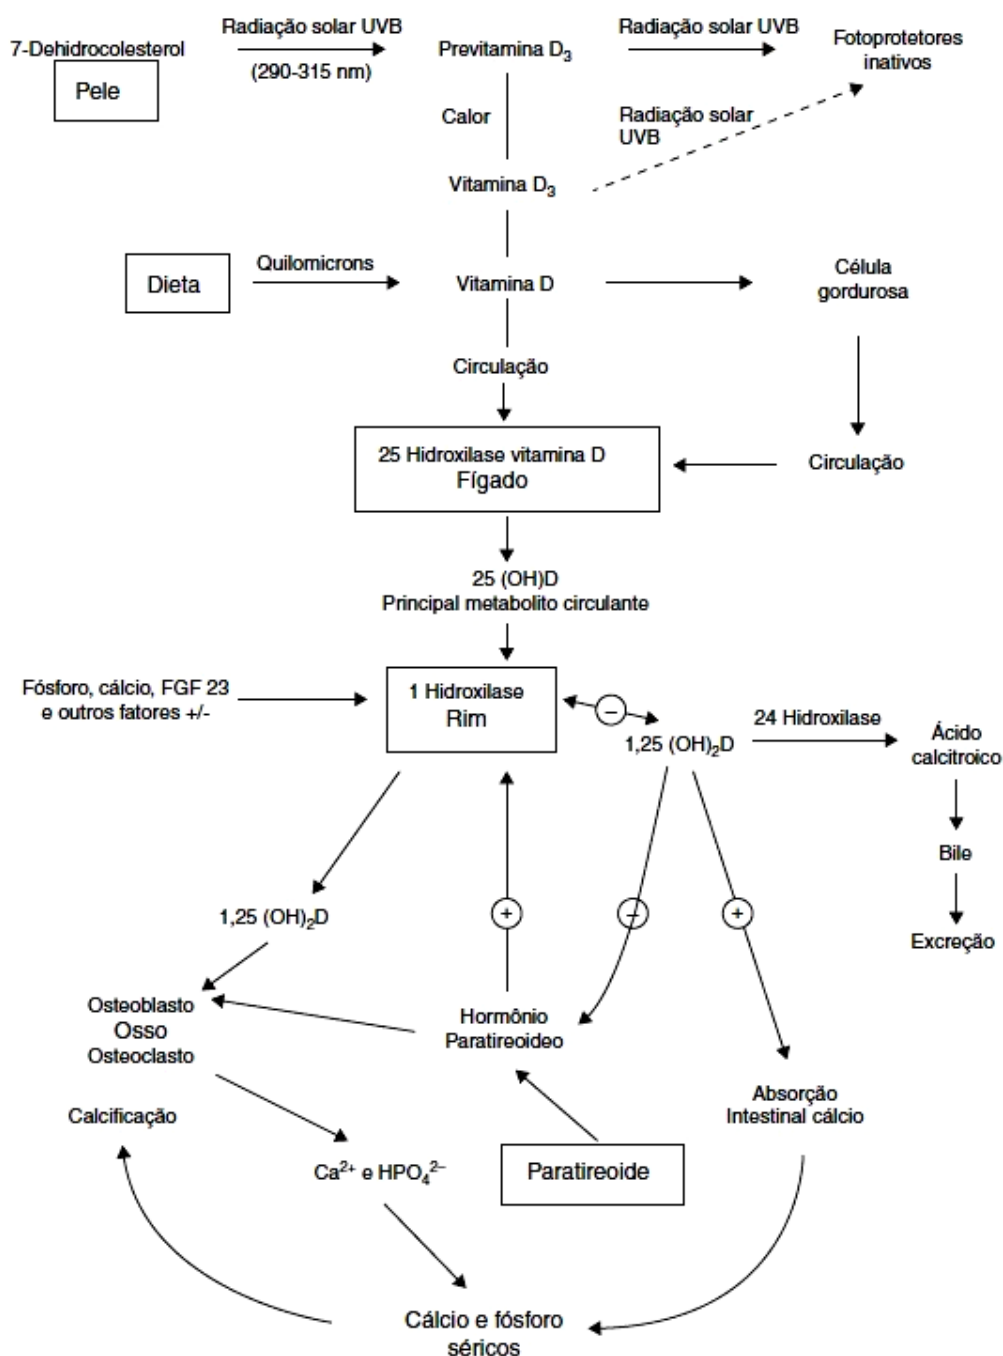 7-Dehidrocolesterol
Pele
Radiação solar UVB
(290-315 nm)
Previtamina D₃
Radiação solar UVB
Fotoprotetores
inativos
Calor
Radiação solar
UVB
Vitamina D₃
Dieta
Quilomicrons
Vitamina D
Célula
gordurosa
Circulação
25 Hidroxilase vitamina D
Fígado
Circulação
25 (OH)D
Principal metabolito circulante
Fósforo, cálcio, FGF 23
e outros fatores +/-
1 Hidroxilase
Rim
–
1,25 (OH)₂D
24 Hidroxilase
Ácido
calcitroico
Bile
Excreção
1,25 (OH)₂D
+
–
+
Osteoblasto
Osso
Osteoclasto
Hormônio
Paratireoideo
Absorção
Intestinal cálcio
Calcificação
Ca²⁺ e HPO₄²⁻
Paratireoide
Cálcio e fósforo
séricos